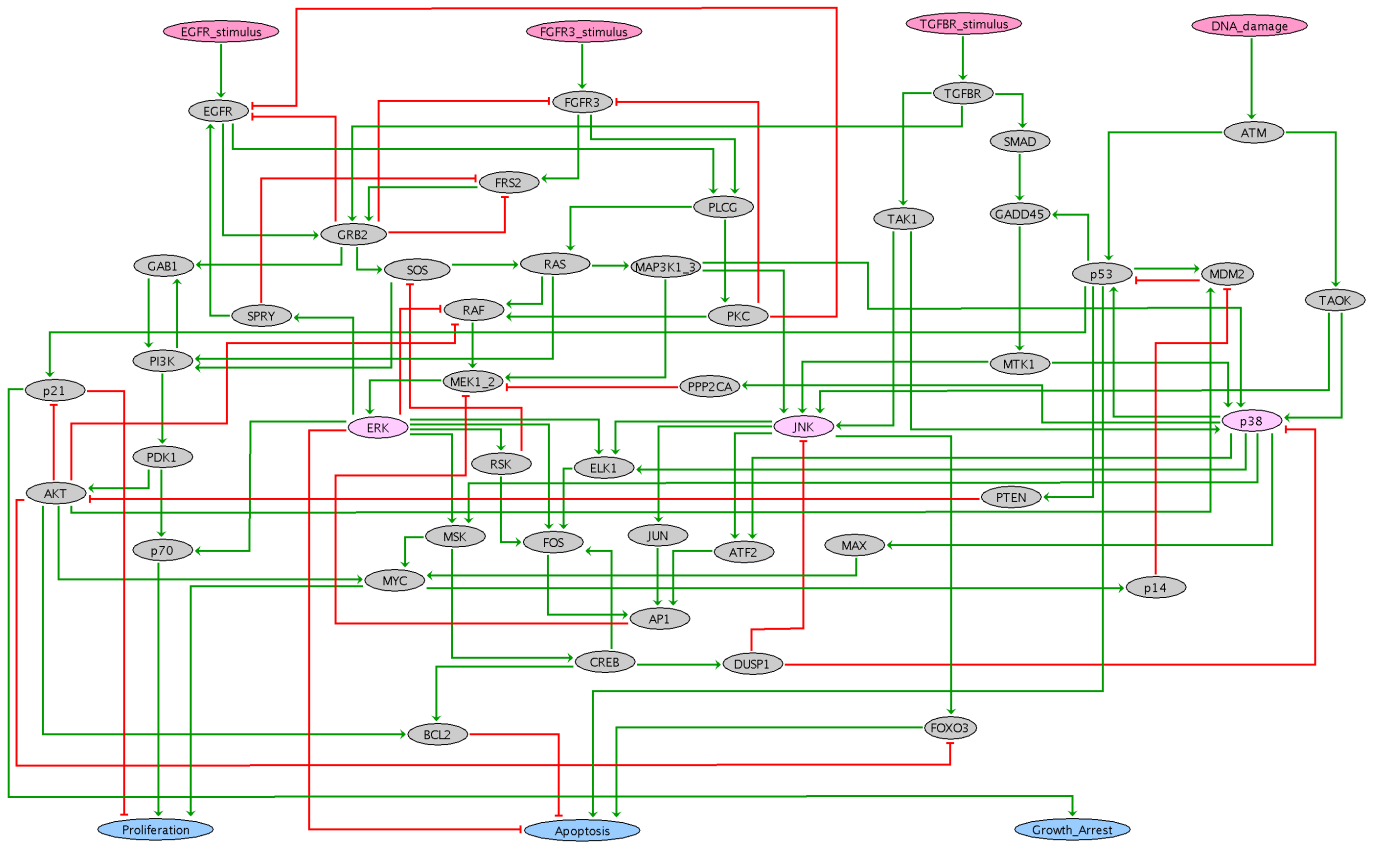 EGFR_stimulus
FGFR3_stimulus
TGFBR_stimulus
DNA_damage
EGFR
FGFR3
TGFBR
ATM
SMAD
FRS2
PLCG
TAK1
GADD45
GRB2
GAB1
SOS
RAS
MAP3K1_3
p53
MDM2
TAOK
SPRY
RAF
PKC
PI3K
MTK1
p21
MEK1_2
PPP2CA
ERK
JNK
p38
PDK1
RSK
ELK1
AKT
PTEN
p70
MSK
FOS
JUN
ATF2
MAX
MYC
p14
AP1
CREB
DUSP1
BCL2
FOXO3
Proliferation
Apoptosis
Growth_Arrest